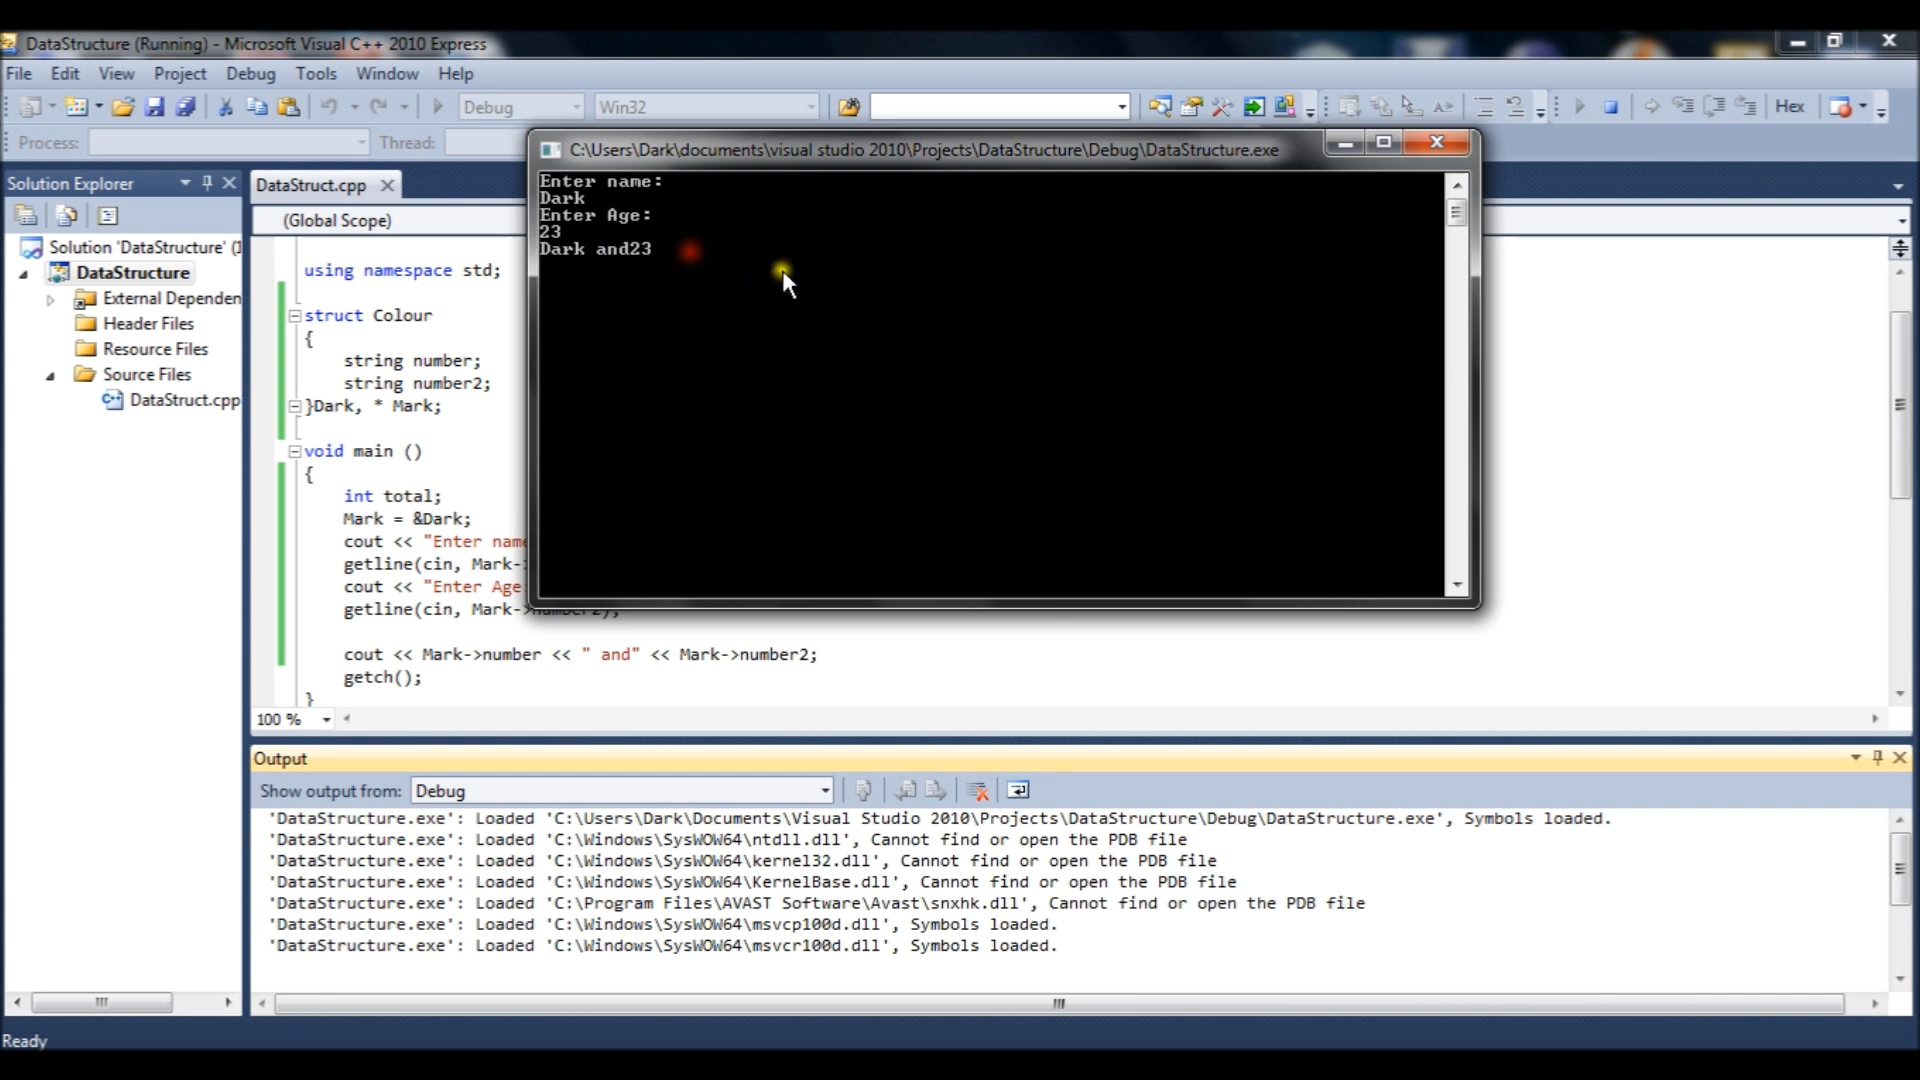 DataStructure (Running) - Microsoft Visual C++ 2010 Express
File Edit View Project Debug Tools Window Help
Debug Win32 Hex
Process: Thread:
C:\Users\Dark\documents\visual studio 2010\Projects\DataStructure\Debug\DataStructure.exe
Enter name:
Dark
Enter Age:
23
Dark and23
Solution Explorer
Solution 'DataStructure' (1
DataStructure
External Dependen
Header Files
Resource Files
Source Files
DataStruct.cpp
DataStruct.cpp
(Global Scope)
using namespace std;
struct Colour
{
string number;
string number2;
}Dark, * Mark;
void main ()
{
int total;
Mark = &Dark;
cout << "Enter name
getline(cin, Mark-
cout << "Enter Age
getline(cin, Mark->number2);
cout << Mark->number << " and" << Mark->number2;
getch();
}
100 %
Output
Show output from: Debug
'DataStructure.exe': Loaded 'C:\Users\Dark\Documents\Visual Studio 2010\Projects\DataStructure\Debug\DataStructure.exe', Symbols loaded.
'DataStructure.exe': Loaded 'C:\Windows\SysWOW64\ntdll.dll', Cannot find or open the PDB file
'DataStructure.exe': Loaded 'C:\Windows\SysWOW64\kernel32.dll', Cannot find or open the PDB file
'DataStructure.exe': Loaded 'C:\Windows\SysWOW64\KernelBase.dll', Cannot find or open the PDB file
'DataStructure.exe': Loaded 'C:\Program Files\AVAST Software\Avast\snxhk.dll', Cannot find or open the PDB file
'DataStructure.exe': Loaded 'C:\Windows\SysWOW64\msvcp100d.dll', Symbols loaded.
'DataStructure.exe': Loaded 'C:\Windows\SysWOW64\msvcr100d.dll', Symbols loaded.
Ready